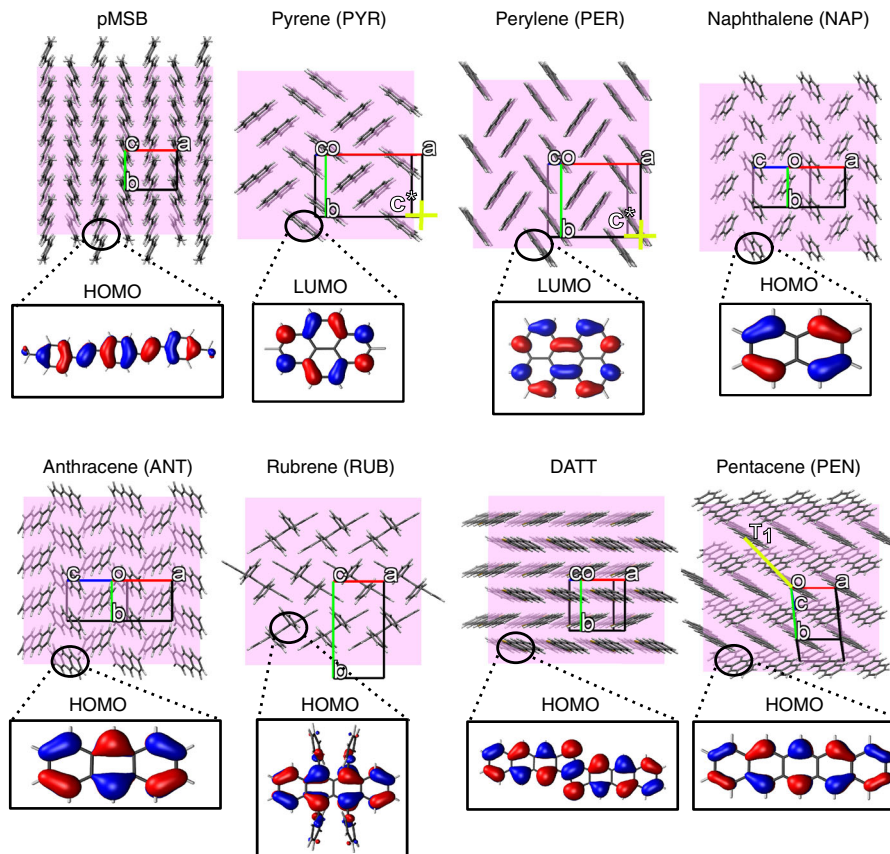 pMSB
Pyrene (PYR)
Perylene (PER)
Naphthalene (NAP)
c a
b
co a
b c*
co a
b c*
c o a
b
HOMO
LUMO
LUMO
HOMO
Anthracene (ANT)
Rubrene (RUB)
DATT
Pentacene (PEN)
c o a
b
c a
b
co a
b
T1
o a
c
b
HOMO
HOMO
HOMO
HOMO